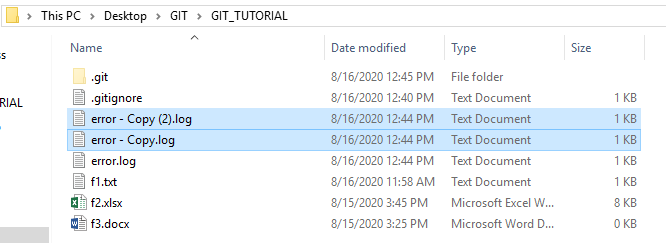 This PC > Desktop > GIT > GIT_TUTORIAL
Name Date modified Type Size
ss
.git 8/16/2020 12:45 PM File folder
.gitignore 8/16/2020 12:40 PM Text Document 1 KB
RIAL error - Copy (2).log 8/16/2020 12:44 PM Text Document 1 KB
error - Copy.log 8/16/2020 12:44 PM Text Document 1 KB
error.log 8/16/2020 12:44 PM Text Document 1 KB
f1.txt 8/16/2020 11:58 AM Text Document 1 KB
f2.xlsx 8/15/2020 3:45 PM Microsoft Excel W... 8 KB
f3.docx 8/15/2020 3:25 PM Microsoft Word D... 0 KB